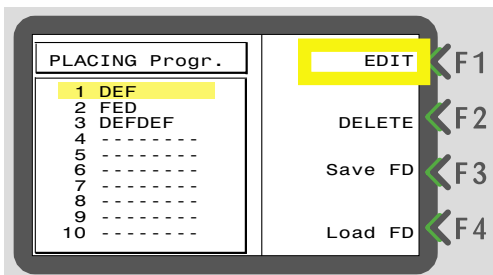 PLACING Progr.
1 DEF
2 FED
3 DEFDEF
4 --------
5 --------
6 --------
7 --------
8 --------
9 --------
10 --------
EDIT F1
DELETE F2
Save FD F3
Load FD F4